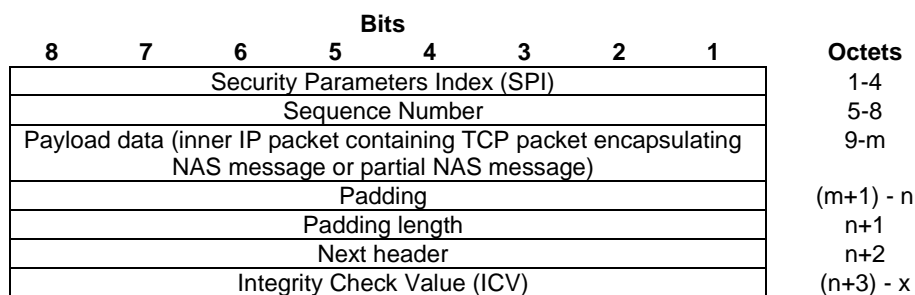 Bits
8 7 6 5 4 3 2 1 Octets
Security Parameters Index (SPI) 1-4
Sequence Number 5-8
Payload data (inner IP packet containing TCP packet encapsulating 9-m
NAS message or partial NAS message)
Padding (m+1) - n
Padding length n+1
Next header n+2
Integrity Check Value (ICV) (n+3) - x